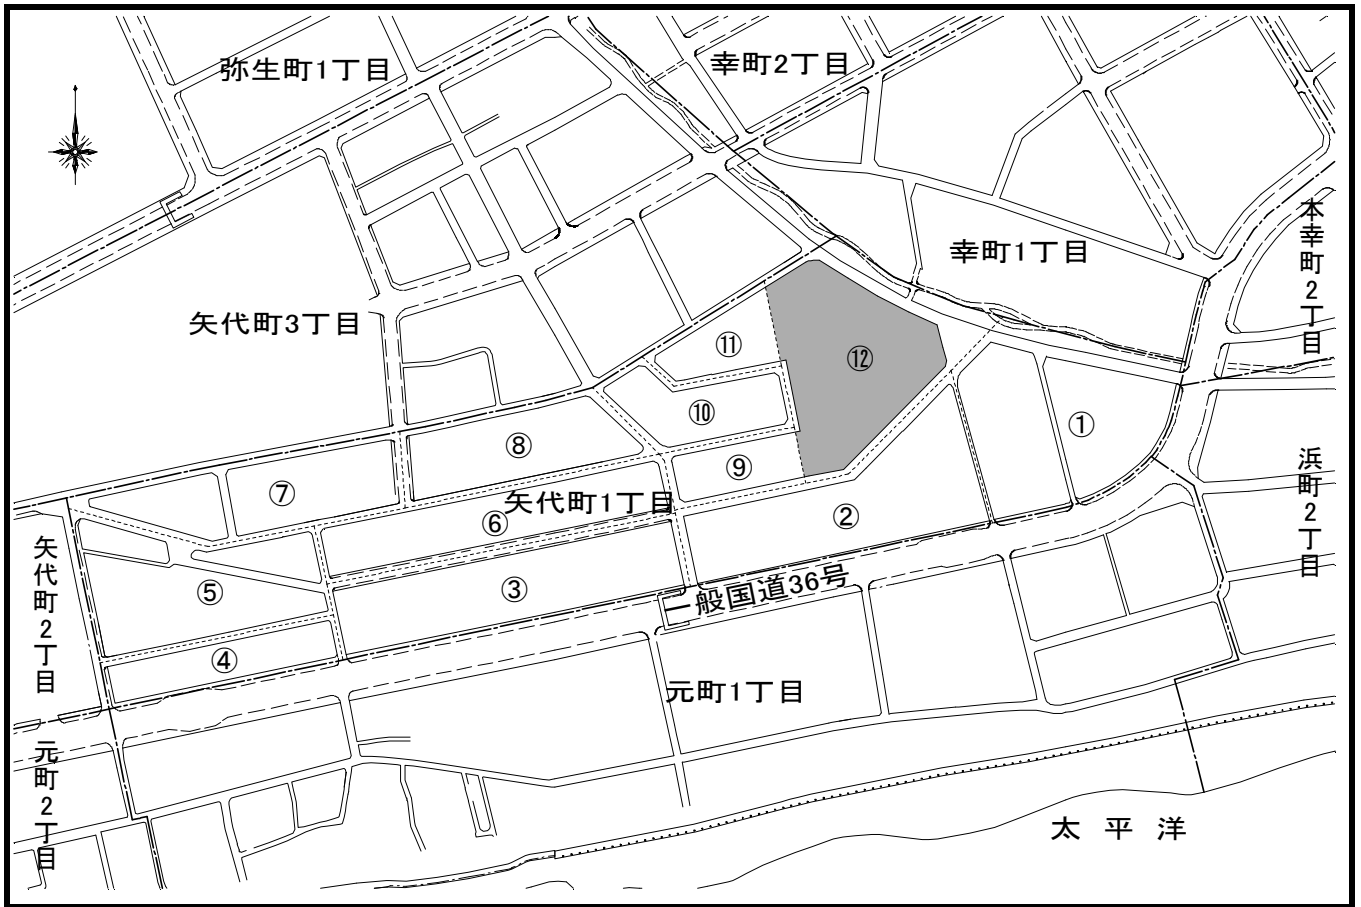 弥生町1丁目
幸町2丁目
本幸町2丁目
幸町1丁目
矢代町3丁目
⑪
⑫
⑩
①
⑧
⑨
浜町2丁目
⑦
矢代町1丁目
⑥
②
矢代町2丁目
⑤
③
一般国道36号
④
元町1丁目
元町2丁目
太平洋